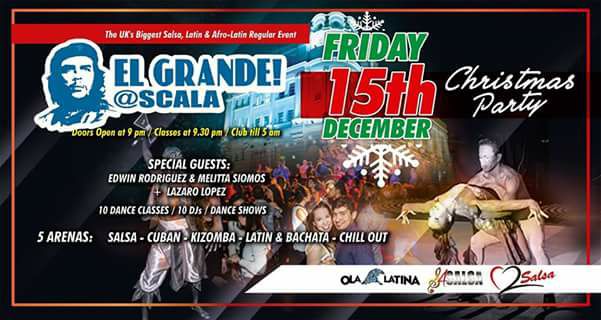 The UK's Biggest Salsa, Latin & Afro-Latin Regular Event
EL GRANDE!
@SCALA
Doors Open at 9 pm / Classes at 9.30 pm / Club till 5 am
FRIDAY
15th
DECEMBER
Christmas
Party
SPECIAL GUESTS:
EDWIN RODRIGUEZ & MELITTA SIOMOS
+ LAZARO LOPEZ
10 DANCE CLASSES / 10 DJs / DANCE SHOWS
5 ARENAS: SALSA - CUBAN - KIZOMBA - LATIN & BACHATA - CHILL OUT
OLA LATINA
SALSA
2Salsa